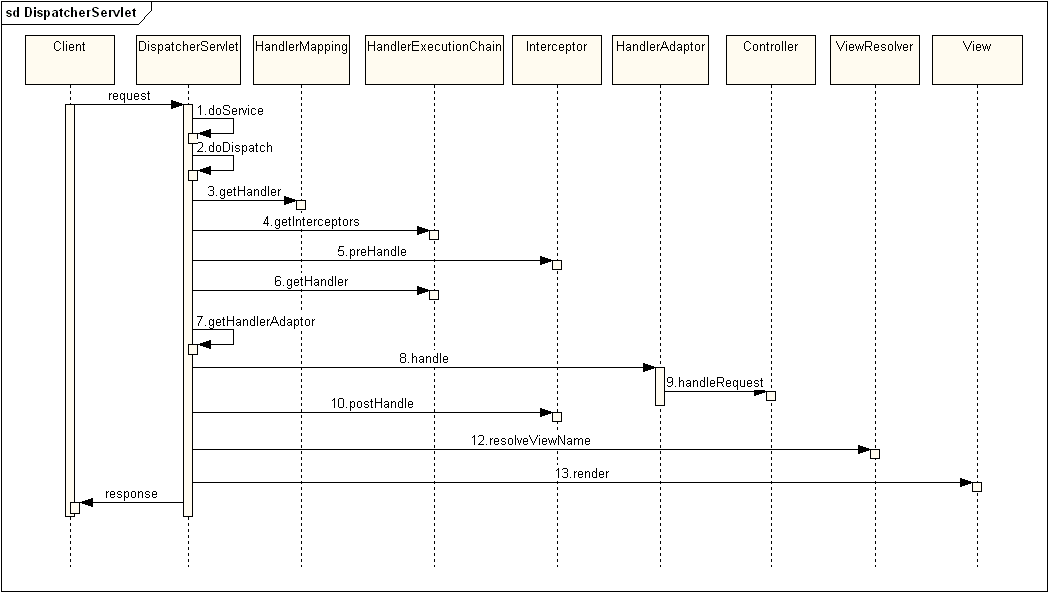 sd DispatcherServlet
Client
DispatcherServlet
HandlerMapping
HandlerExecutionChain
Interceptor
HandlerAdaptor
Controller
ViewResolver
View
request
1.doService
2.doDispatch
3.getHandler
4.getInterceptors
5.preHandle
6.getHandler
7.getHandlerAdaptor
8.handle
9.handleRequest
10.postHandle
12.resolveViewName
13.render
response